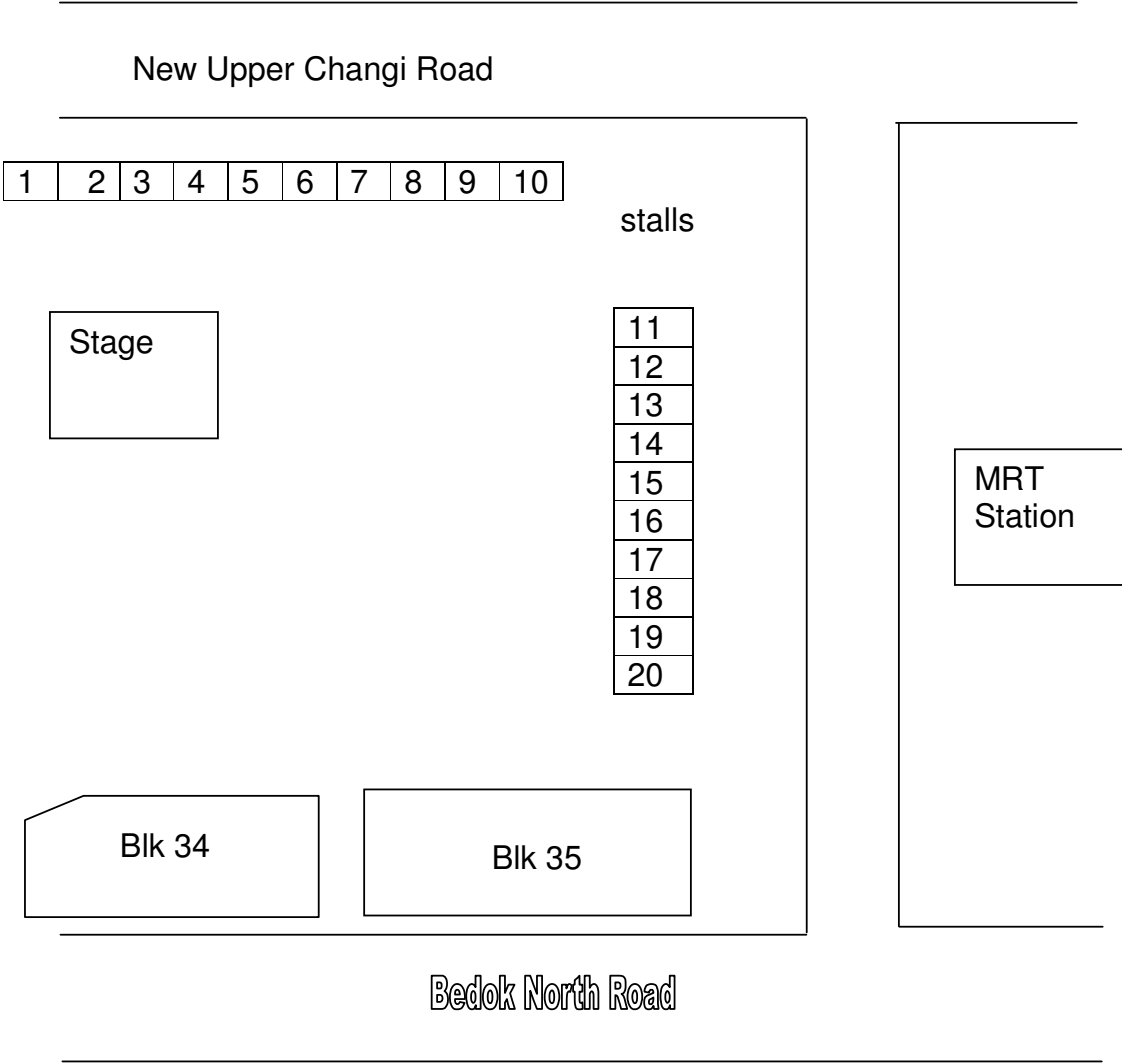 New Upper Changi Road
1 2 3 4 5 6 7 8 9 10
stalls
Stage
11
12
13
14
15
16
17
18
19
20
MRT
Station
Blk 34
Blk 35
Bedok North Road